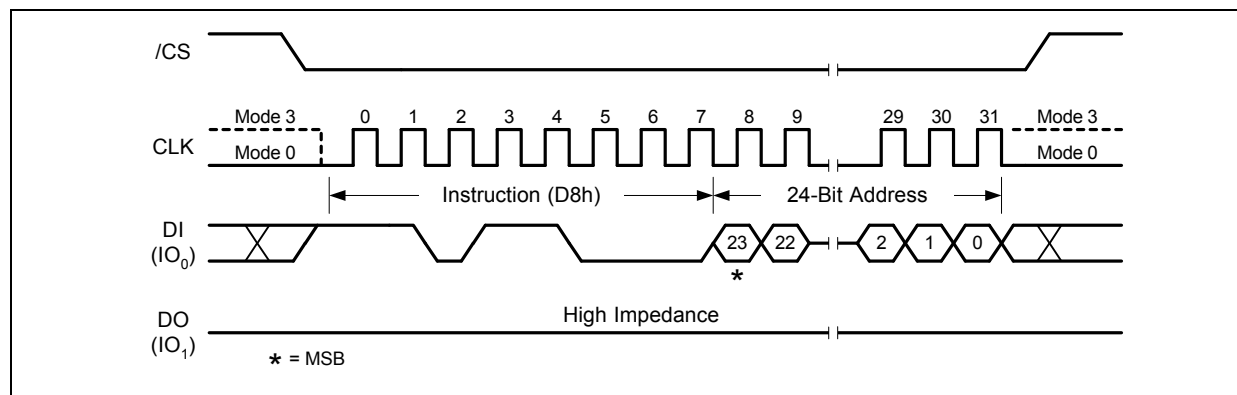 /CS
Mode 3 0 1 2 3 4 5 6 7 8 9 29 30 31 Mode 3
CLK Mode 0 Mode 0
Instruction (D8h) 24-Bit Address
DI
(IO₀) 23 22 2 1 0
*
High Impedance
DO
(IO₁)
* = MSB